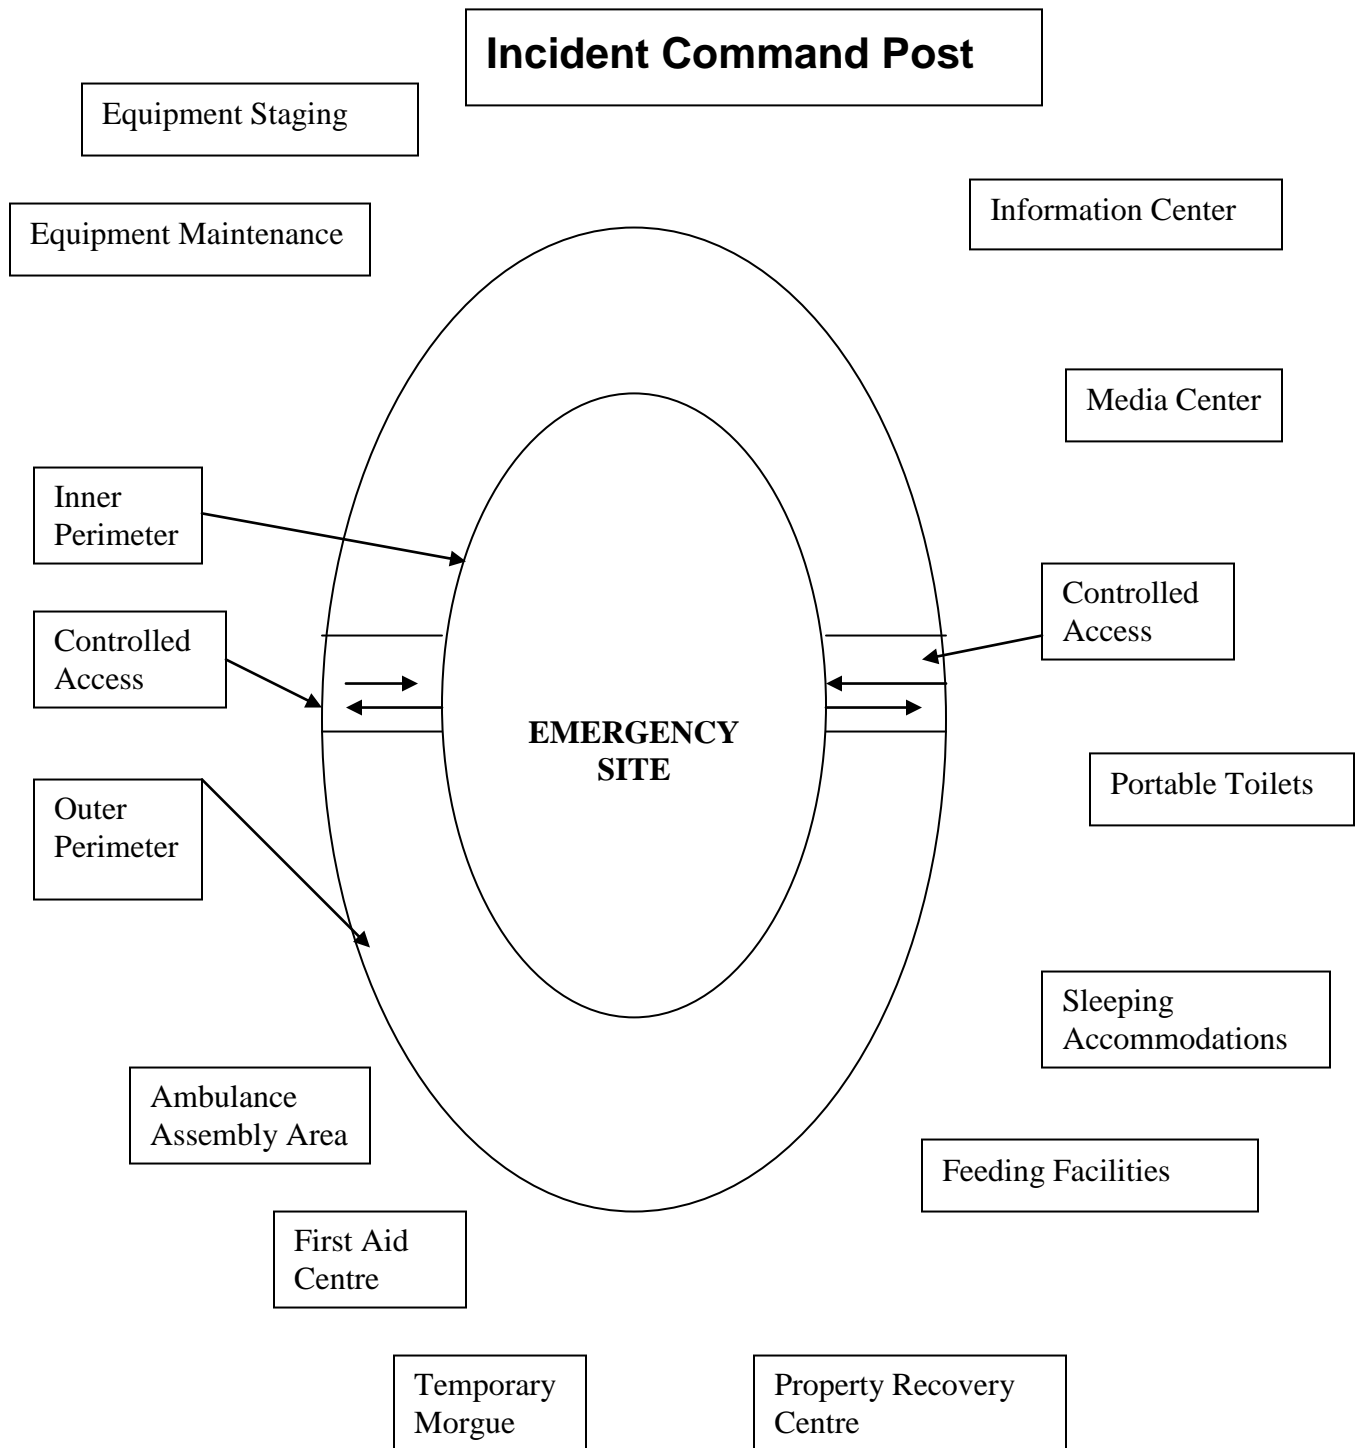 Incident Command Post
Equipment Staging
Equipment Maintenance
Information Center
Media Center
Inner
Perimeter
Controlled
Access
Controlled
Access
EMERGENCY
SITE
Outer
Perimeter
Portable Toilets
Sleeping
Accommodations
Ambulance
Assembly Area
Feeding Facilities
First Aid
Centre
Temporary
Morgue
Property Recovery
Centre